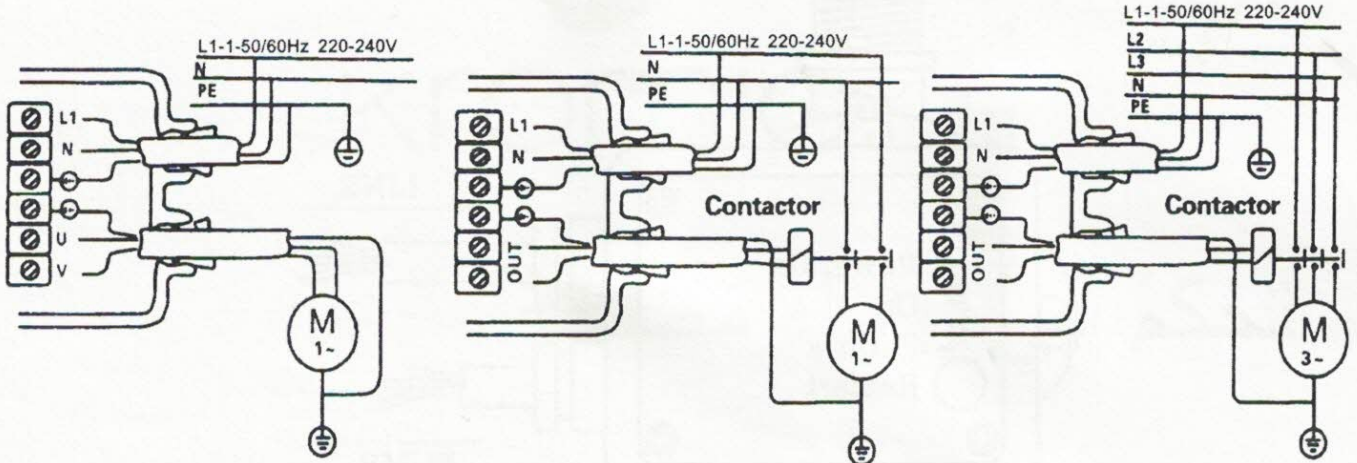 L1-1-50/60Hz 220-240V
N
PE
L1
N
U
V
M
1~
L1-1-50/60Hz 220-240V
N
PE
L1
N
OUT
Contactor
M
1~
L1-1-50/60Hz 220-240V
L2
L3
N
PE
L1
N
OUT
Contactor
M
3~